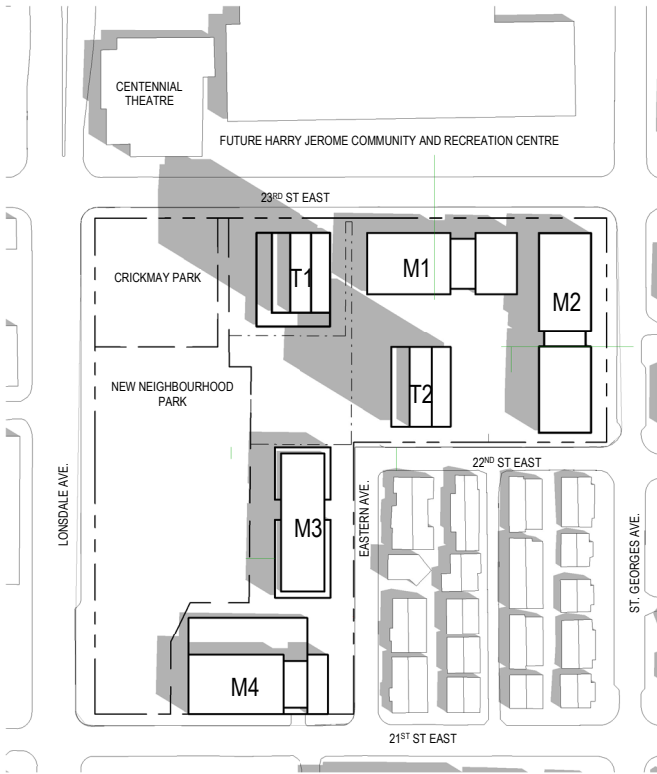 CENTENNIAL
THEATRE
FUTURE HARRY JEROME COMMUNITY AND RECREATION CENTRE
23RD ST EAST
T1
M1
M2
CRICKMAY PARK
NEW NEIGHBOURHOOD
PARK
T2
22ND ST EAST
LONSDALE AVE.
EASTERN AVE.
M3
ST. GEORGES AVE.
M4
21ST ST EAST